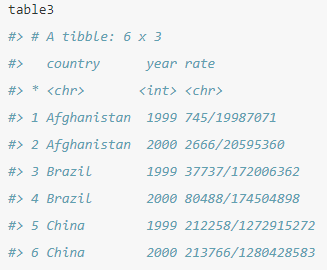 table3
#> # A tibble: 6 x 3
#>   country      year rate
#> * <chr>       <int> <chr>
#> 1 Afghanistan  1999 745/19987071
#> 2 Afghanistan  2000 2666/20595360
#> 3 Brazil       1999 37737/172006362
#> 4 Brazil       2000 80488/174504898
#> 5 China        1999 212258/1272915272
#> 6 China        2000 213766/1280428583